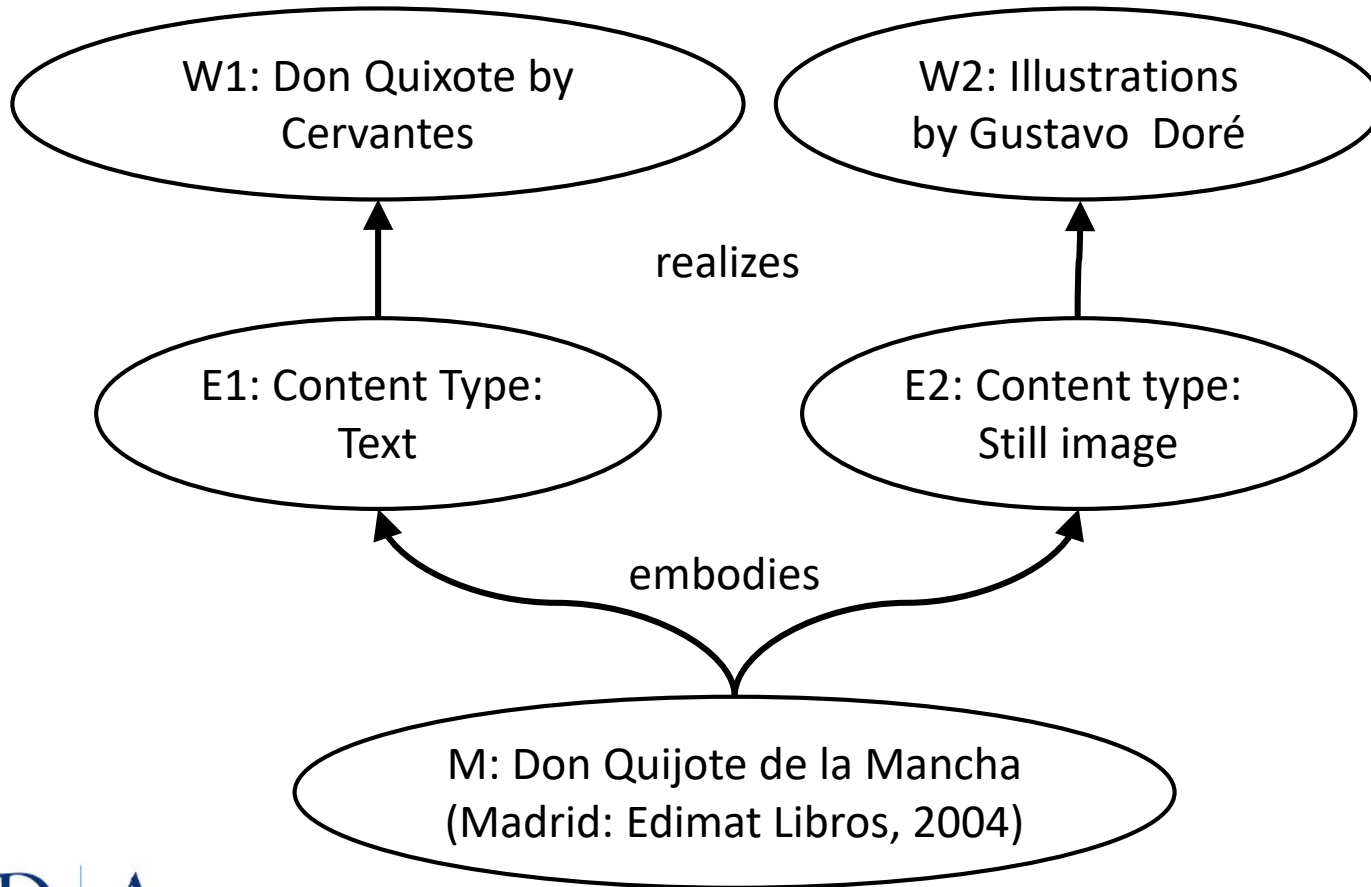 W1: Don Quixote by
Cervantes
W2: Illustrations
by Gustavo Doré
realizes
E1: Content Type:
Text
E2: Content type:
Still image
embodies
M: Don Quijote de la Mancha
(Madrid: Edimat Libros, 2004)